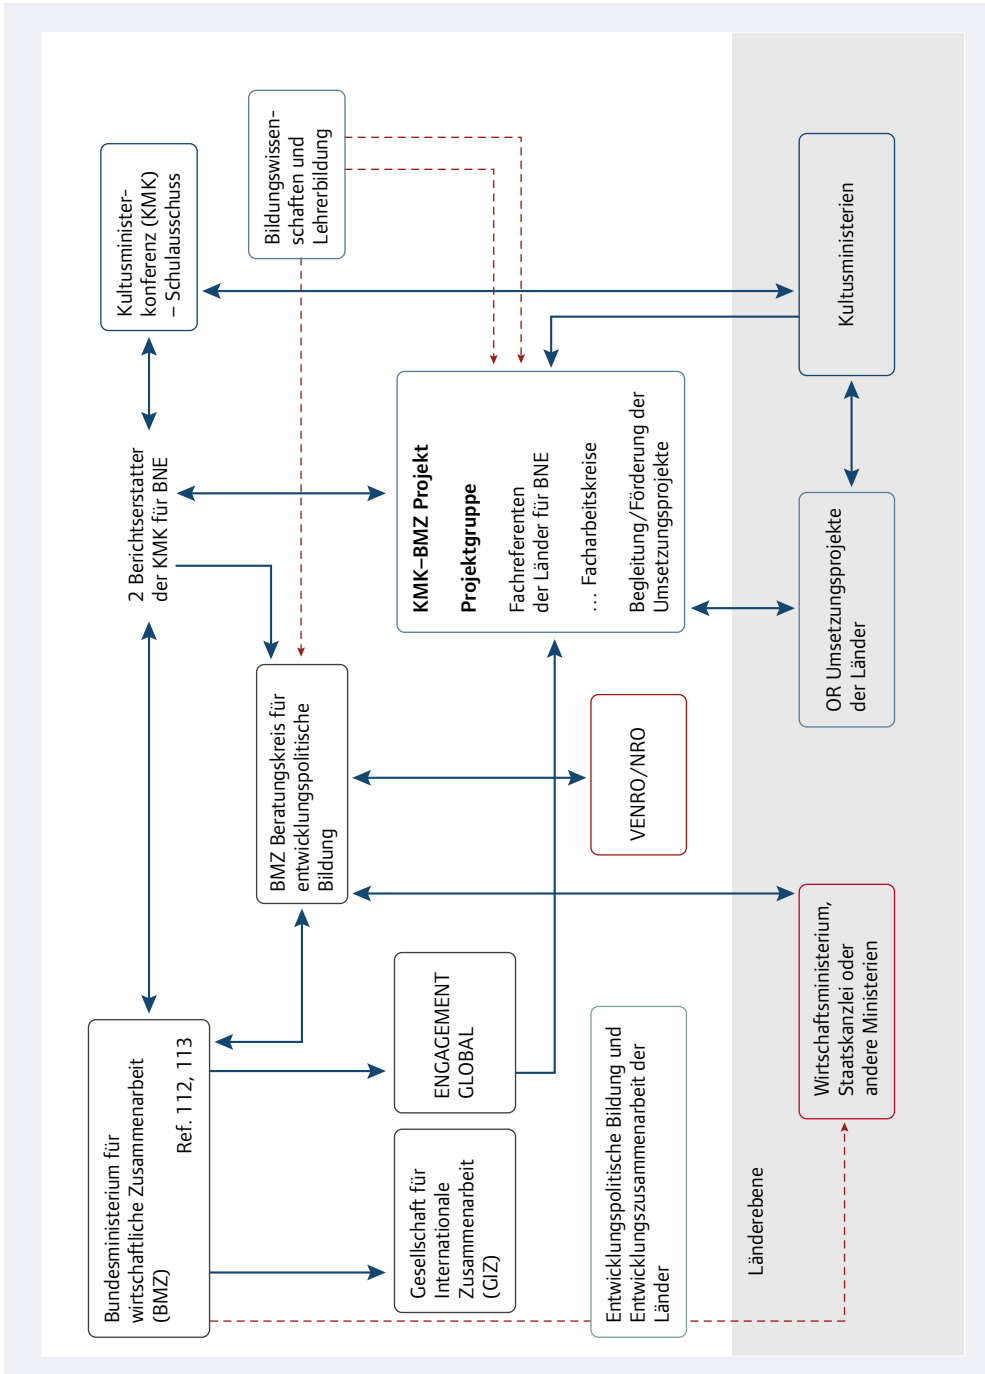 Bundesministerium für
wirtschaftliche Zusammenarbeit
(BMZ)
Ref. 112, 113
2 Berichtserstatter
der KMK für BNE
Kultusminister-
konferenz (KMK)
– Schulausschuss
BMZ Beratungskreis für
entwicklungspolitische
Bildung
Bildungswissen-
schaften und
Lehrerbildung
Gesellschaft für
Internationale
Zusammenarbeit
(GIZ)
ENGAGEMENT
GLOBAL
KMK–BMZ Projekt
Projektgruppe
Fachreferenten
der Länder für BNE
… Facharbeitskreise
Begleitung/Förderung der
Umsetzungsprojekte
Entwicklungspolitische Bildung und
Entwicklungszusammenarbeit der
Länder
VENRO/NRO
Länderebene
Wirtschaftsministerium,
Staatskanzlei oder
andere Ministerien
OR Umsetzungsprojekte
der Länder
Kultusministerien